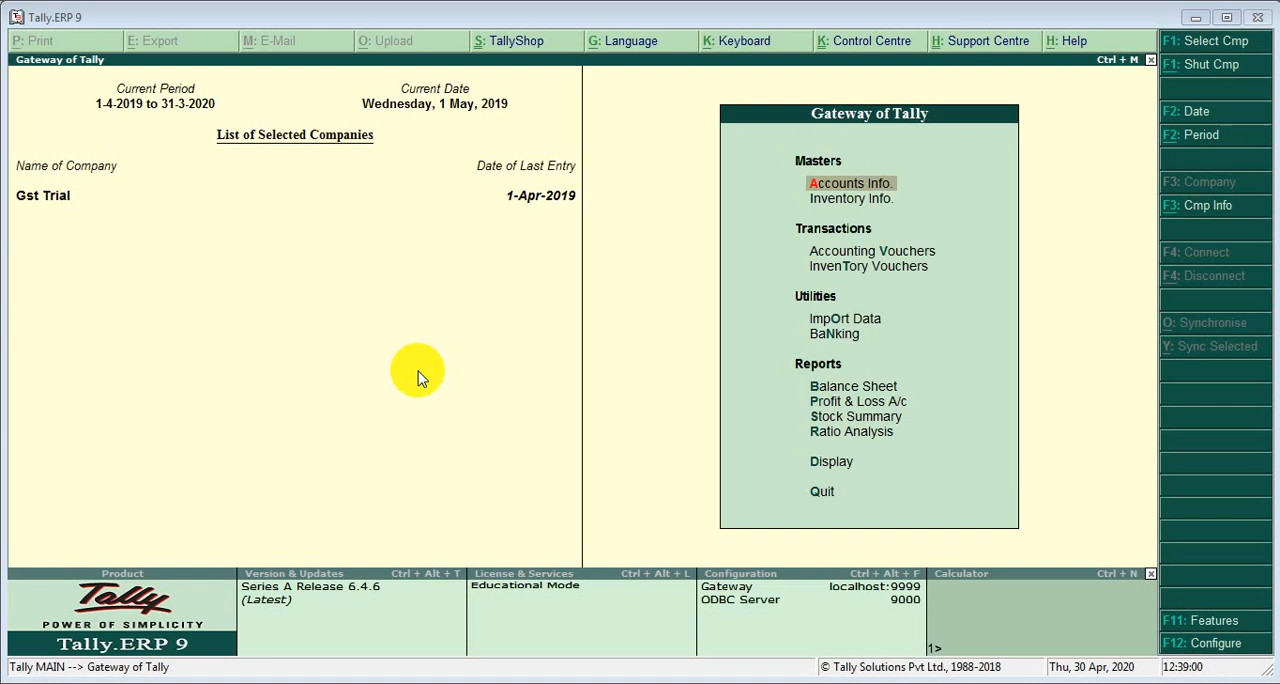 Tally.ERP 9
P: Print
E: Export
M: E-Mail
O: Upload
S: TallyShop
G: Language
K: Keyboard
K: Control Centre
H: Support Centre
H: Help
Gateway of Tally
Ctrl + M
Current Period
1-4-2019 to 31-3-2020
Current Date
Wednesday, 1 May, 2019
List of Selected Companies
Name of Company
Date of Last Entry
Gst Trial
1-Apr-2019
Gateway of Tally
Masters
Accounts Info.
Inventory Info.
Transactions
Accounting Vouchers
InvenTory Vouchers
Utilities
ImpOrt Data
BaNking
Reports
Balance Sheet
Profit & Loss A/c
Stock Summary
Ratio Analysis
Display
Quit
F1: Select Cmp
F1: Shut Cmp
F2: Date
F2: Period
F3: Company
F3: Cmp Info
F4: Connect
F4: Disconnect
O: Synchronise
Y: Sync Selected
F11: Features
F12: Configure
Product
Tally
POWER OF SIMPLICITY
Tally.ERP 9
Version & Updates
Ctrl + Alt + T
Series A Release 6.4.6
(Latest)
License & Services
Ctrl + Alt + L
Educational Mode
Configuration
Ctrl + Alt + F
Gateway
localhost:9999
ODBC Server
9000
Calculator
Ctrl + N
1>
Tally MAIN --> Gateway of Tally
© Tally Solutions Pvt Ltd., 1988-2018
Thu, 30 Apr, 2020
12:39:00